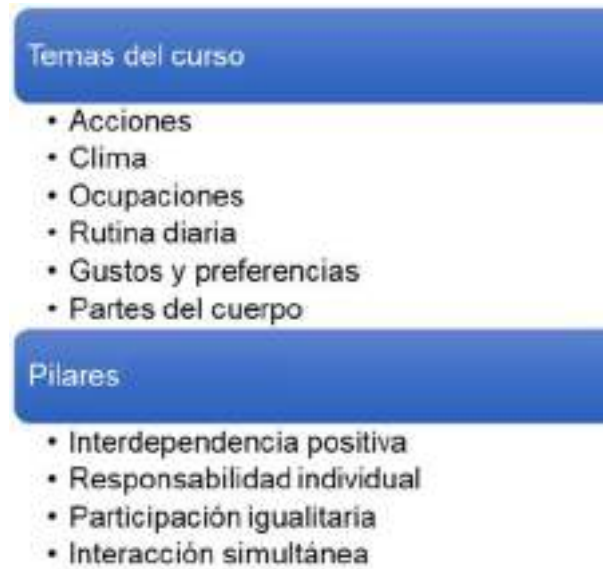 Temas del curso
• Acciones
• Clima
• Ocupaciones
• Rutina diaria
• Gustos y preferencias
• Partes del cuerpo
Pilares
• Interdependencia positiva
• Responsabilidad individual
• Participación igualitaria
• Interacción simultánea